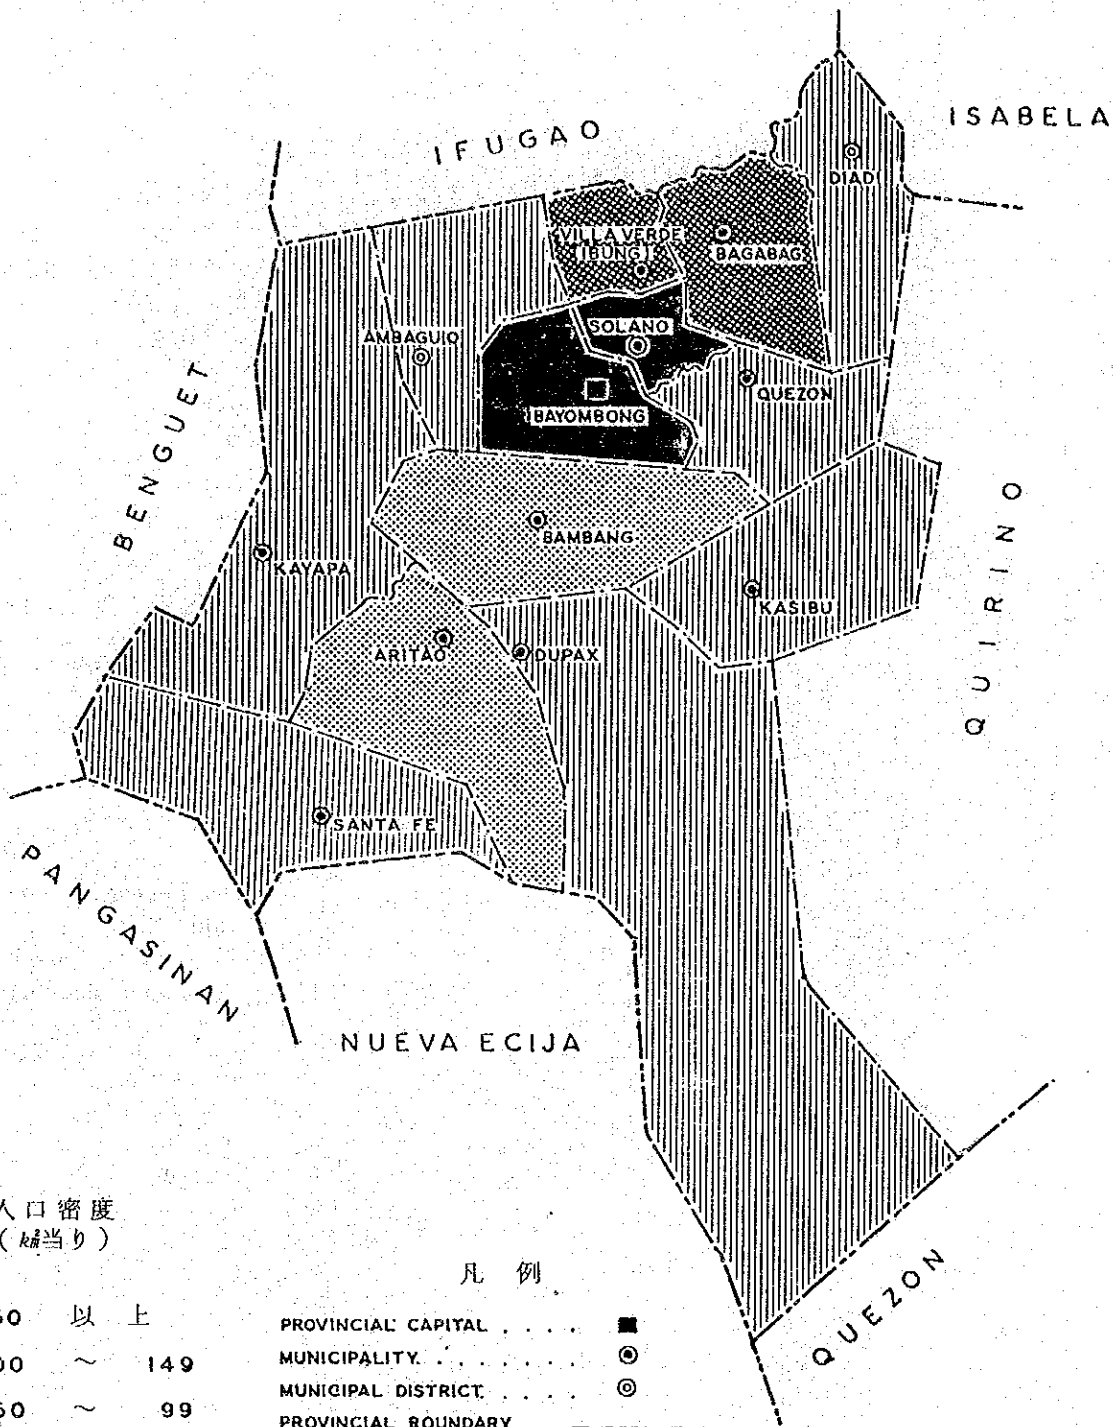 ISABELA
IFUGAO
DIADI
VILLA VERDE
(IBUNG)
BAGABAG
AMBAGUIO
SOLANO
BENGUET
QUEZON
BAYOMBONG
BAMBANG
QUIRINO
KAYAPA
KASIBU
ARITAO
DUPAX
SANTA FE
PANGASINAN
NUEVA ECIJA
QUEZON
人口密度
(㎢当り)
以上
~ 149
~ 99
凡例
PROVINCIAL CAPITAL . . . .
MUNICIPALITY. . . . . . . .
MUNICIPAL DISTRICT. . . . .
PROVINCIAL BOUNDARY